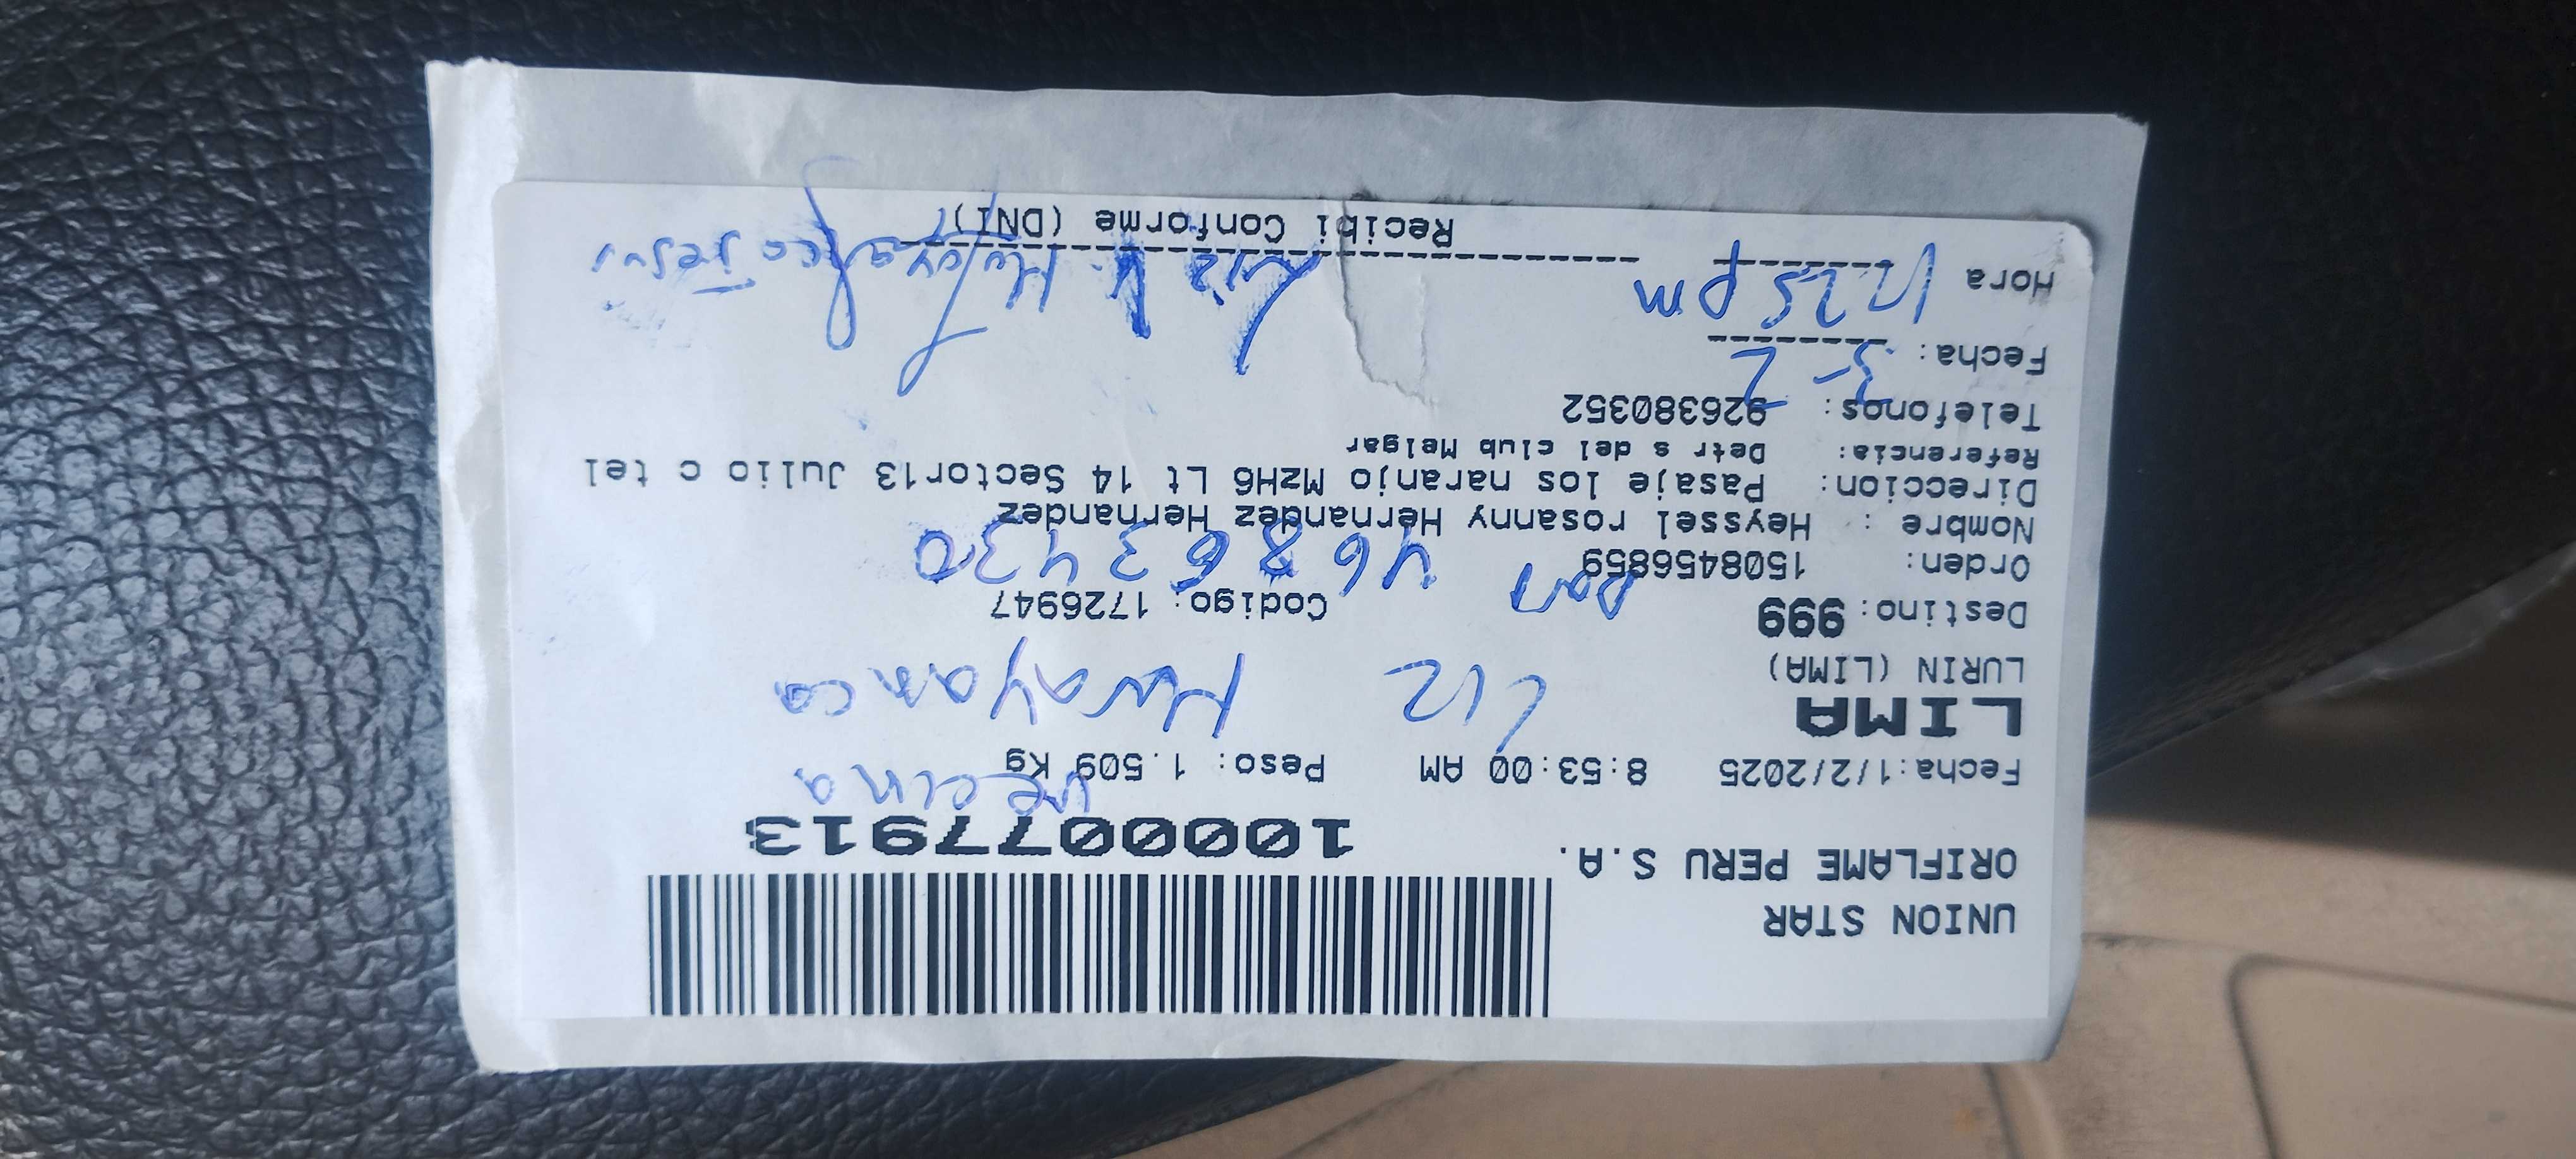 UNION STAR
ORIFLAME PERU S.A.
1000077913
vecina
Fecha:1/2/2025 8:53:00 AM Peso: 1.509 Kg
LIMA
Liz Huayanca
LURIN (LIMA)
Destino: 999 Codigo: 1726947
46863430
Orden: 1508456859
Nombre : Heyssel rosanny Hernandez Hernandez
Direccion: Pasaje los naranjo MzH6 Lt 14 Sector13 Julio c tel
Referencia: Detr s del club Melgar
Telefonos: 926380352
Fecha: 3-2
Hora 12:25 pm
Recibi Conforme (DNI)